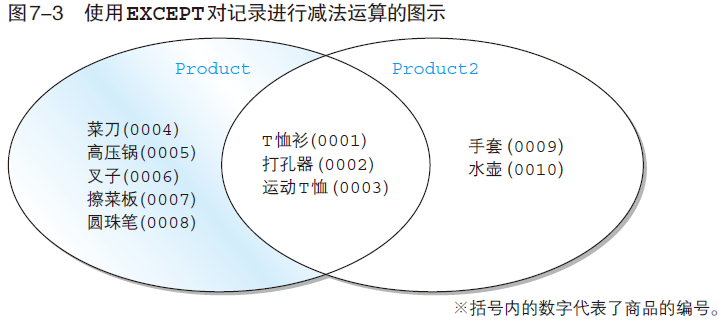 图7-3 使用EXCEPT对记录进行减法运算的图示
Product
Product2
菜刀(0004)
高压锅(0005)
叉子(0006)
擦菜板(0007)
圆珠笔(0008)
T恤衫(0001)
打孔器(0002)
运动T恤(0003)
手套(0009)
水壶(0010)
※括号内的数字代表了商品的编号。